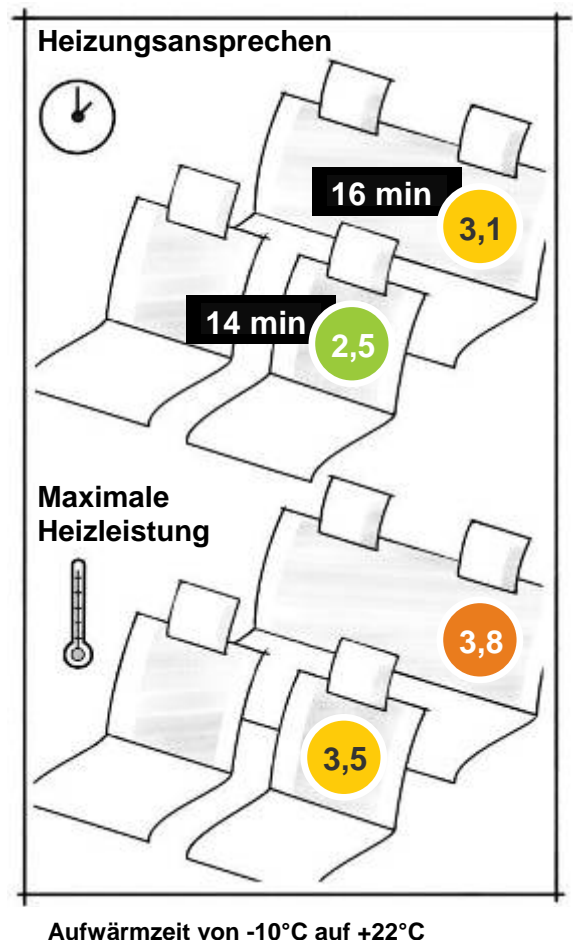 Heizungsansprechen
16 min
3,1
14 min
2,5
Maximale
Heizleistung
3,8
3,5
Aufwärmzeit von -10°C auf +22°C